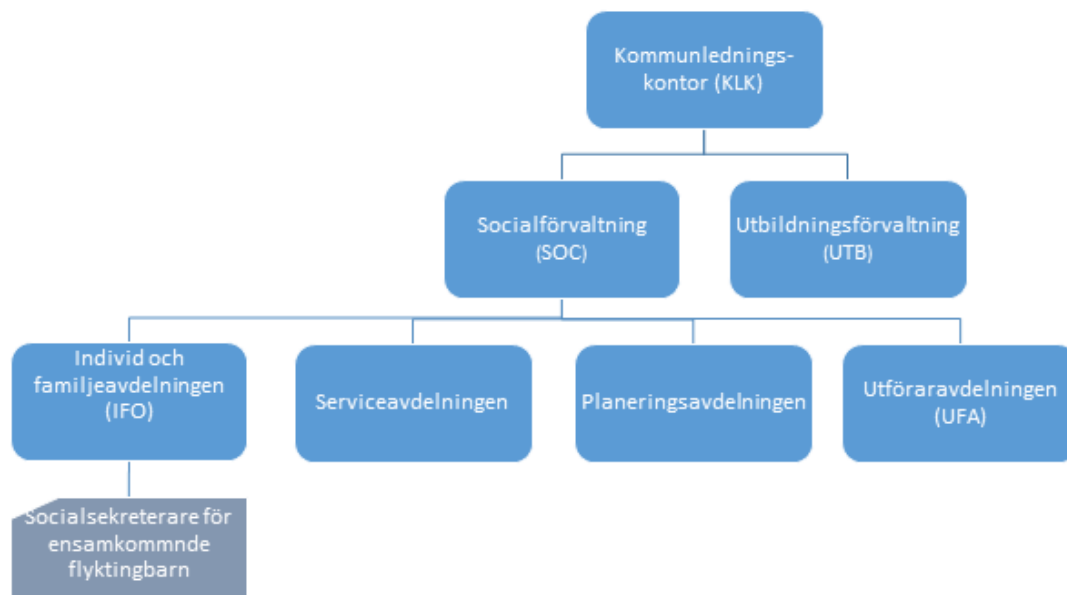 Kommunlednings-
kontor (KLK)
Socialförvaltning
(SOC)
Utbildningsförvaltning
(UTB)
Individ och
familjeavdelningen
(IFO)
Serviceavdelningen
Planeringsavdelningen
Utföraravdelningen
(UFA)
Socialsekreterare för
ensamkommnde
flyktingbarn